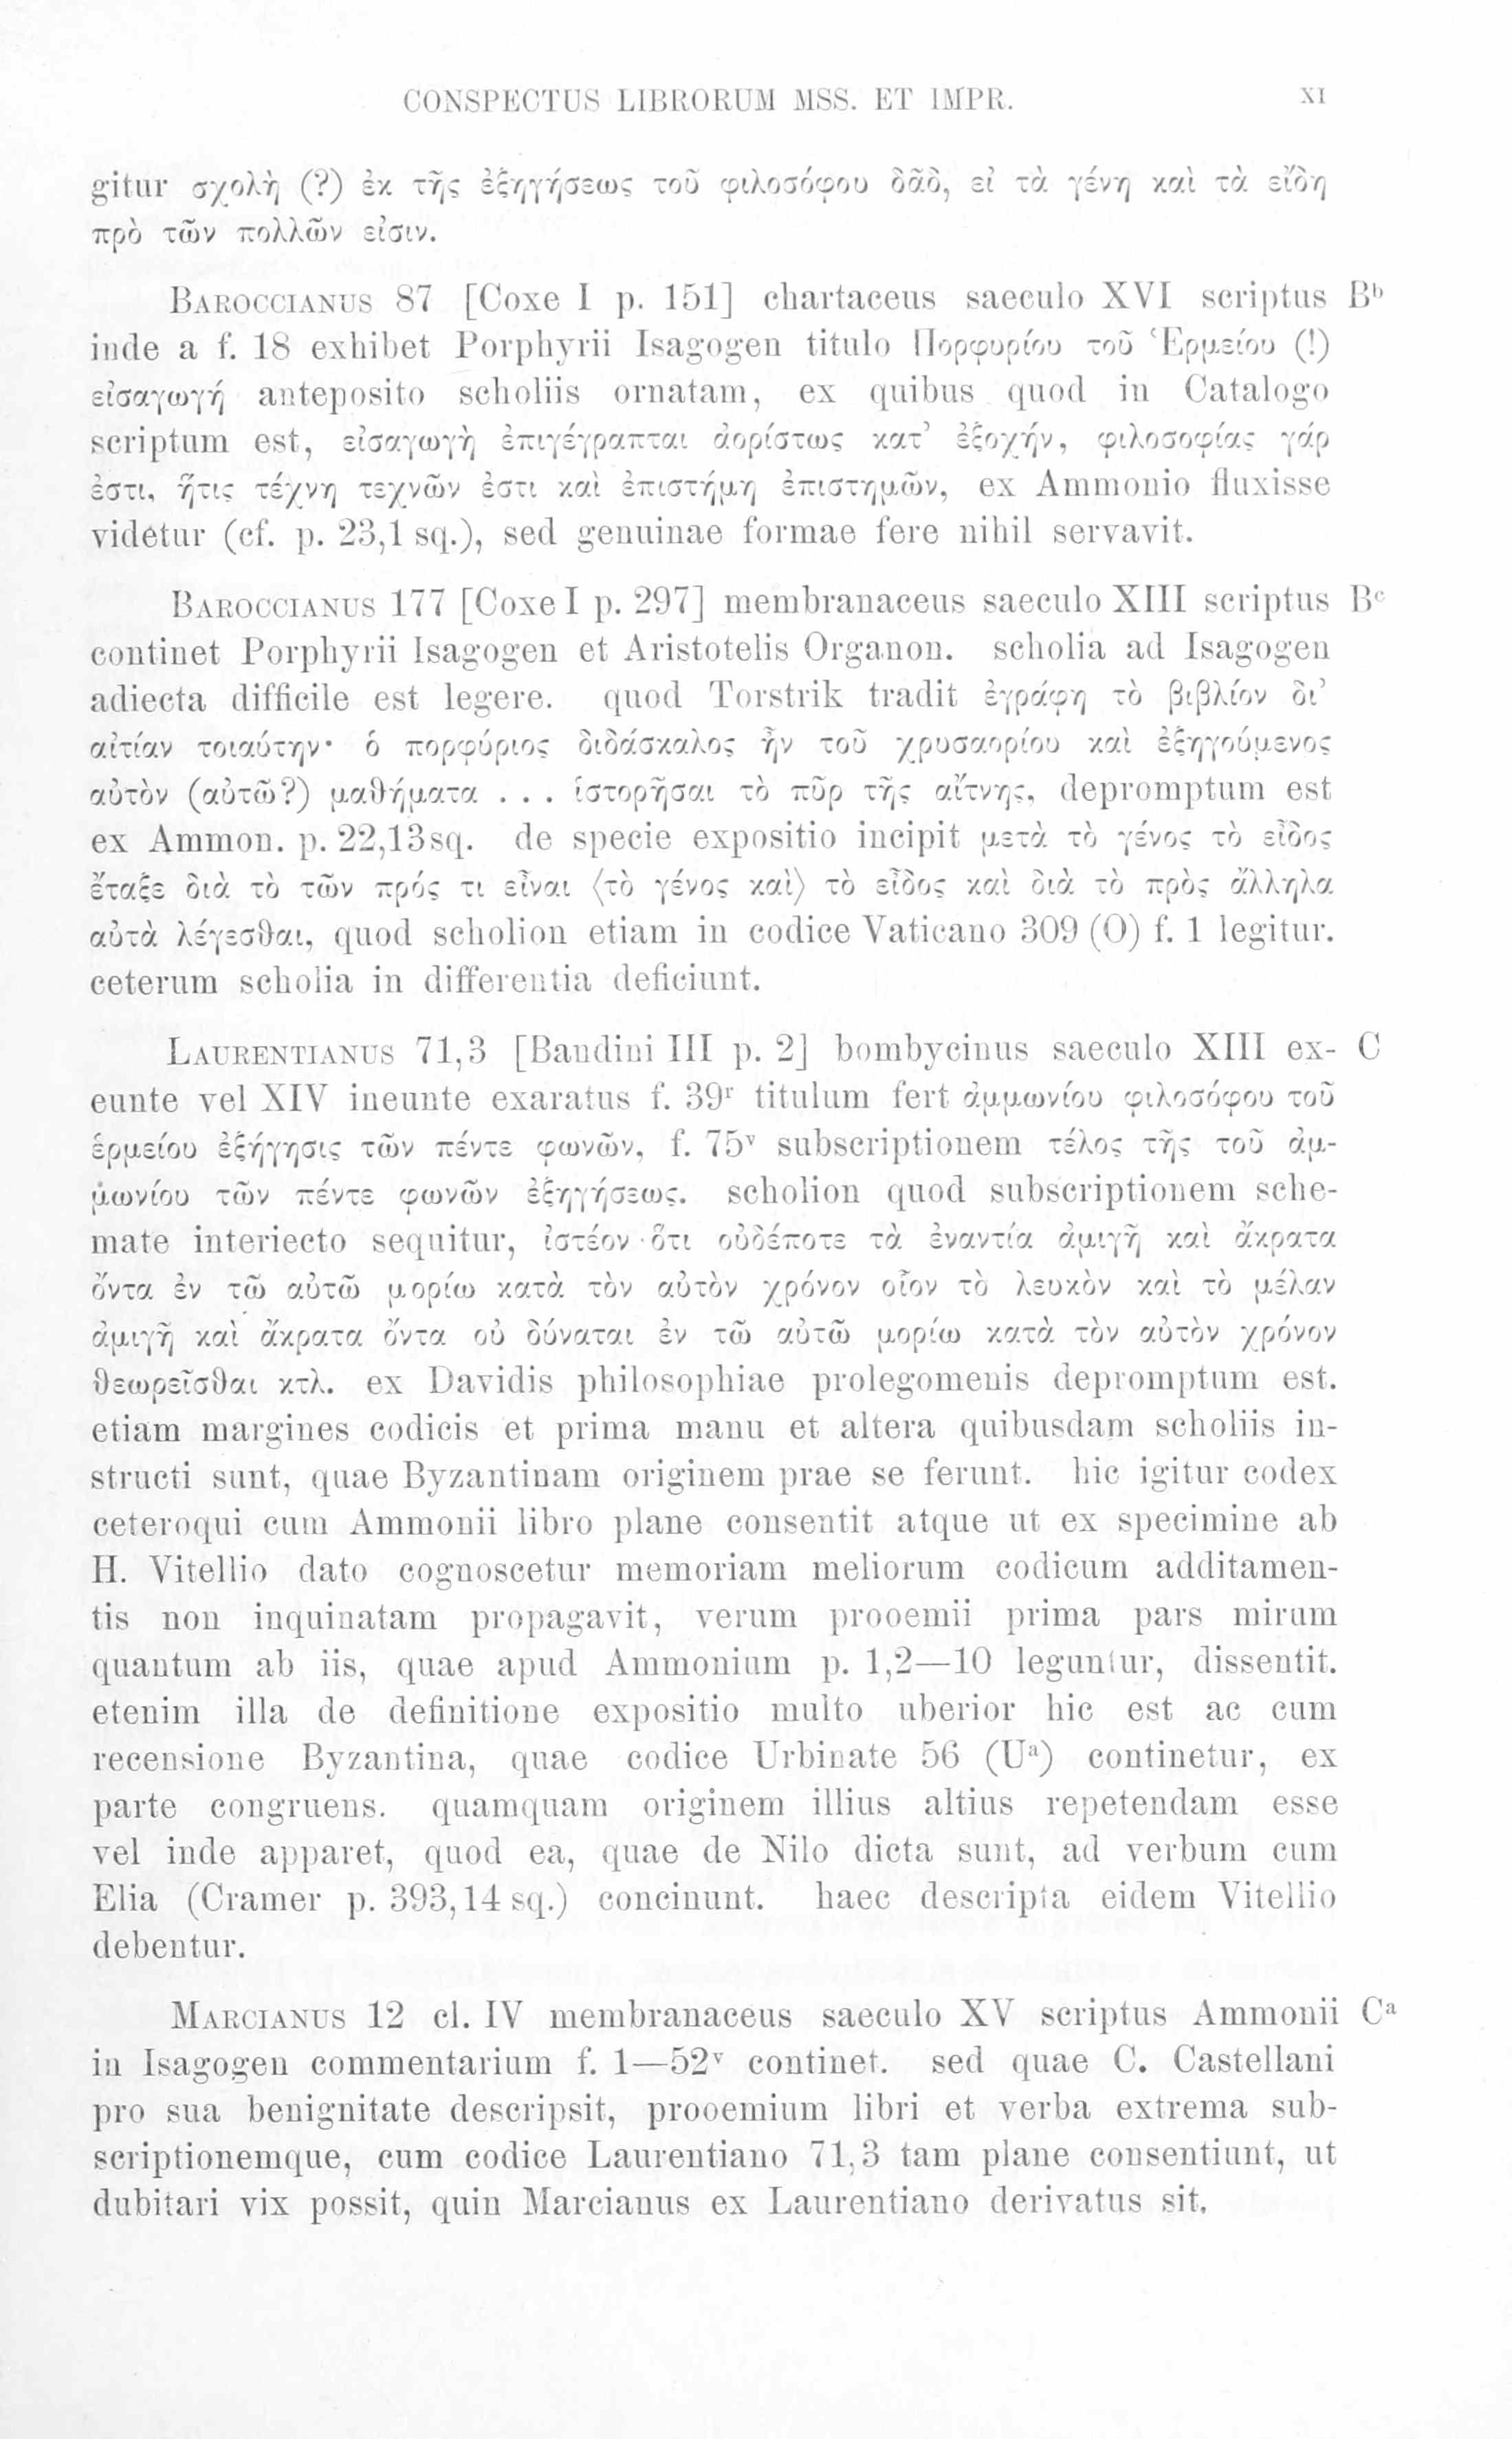 CONSPECTUS LIBRORUM MSS. ET IMPR. XI
gitur σχολὴ (?) ἐκ τῆς ἐξηγήσεως τοῦ φιλοσόφου δᾶδ, εἰ τὰ γένη καὶ τὰ εἴδη
πρὸ τῶν πολλῶν εἰσιν.
BAROCCIANUS 87 [Coxe I p. 151] chartaceus saeculo XVI scriptus Bᵇ
inde a f. 18 exhibet Porphyrii Isagogen titulo Πορφυρίου τοῦ Ἑρμείου (!)
εἰσαγωγή anteposito scholiis ornatam, ex quibus quod in Catalogo
scriptum est, εἰσαγωγὴ ἐπιγέγραπται ἀορίστως κατ’ ἐξοχήν, φιλοσοφίας γάρ
ἐστι, ἥτις τέχνη τεχνῶν ἐστι καὶ ἐπιστήμη ἐπιστημῶν, ex Ammonio fluxisse
videtur (cf. p. 23,1 sq.), sed genuinae formae fere nihil servavit.
BAROCCIANUS 177 [Coxe I p. 297] membranaceus saeculo XIII scriptus Bᶜ
continet Porphyrii Isagogen et Aristotelis Organon. scholia ad Isagogen
adiecta difficile est legere. quod Torstrik tradit ἐγράφη τὸ βιβλίον δι’
αἰτίαν τοιαύτην· ὁ πορφύριος διδάσκαλος ἦν τοῦ χρυσαορίου καὶ ἐξηγούμενος
αὐτὸν (αὐτῶ?) μαθήματα ... ἱστορῆσαι τὸ πῦρ τῆς αἴτνης, depromptum est
ex Ammon. p. 22,13 sq. de specie expositio incipit μετὰ τὸ γένος τὸ εἶδος
ἔταξε διὰ τὸ τῶν πρός τι εἶναι ⟨τὸ γένος καὶ⟩ τὸ εἶδος καὶ διὰ τὸ πρὸς ἄλληλα
αὐτὰ λέγεσθαι, quod scholion etiam in codice Vaticano 309 (O) f. 1 legitur.
ceterum scholia in differentia deficiunt.
LAURENTIANUS 71,3 [Bandini III p. 2] bombycinus saeculo XIII ex- C
eunte vel XIV ineunte exaratus f. 39ʳ titulum fert ἀμμωνίου φιλοσόφου τοῦ
ἑρμείου ἐξήγησις τῶν πέντε φωνῶν, f. 75ᵛ subscriptionem τέλος τῆς τοῦ ἀμ-
μωνίου τῶν πέντε φωνῶν ἐξηγήσεως. scholion quod subscriptionem sche-
mate interiecto sequitur, ἰστέον ὅτι οὐδέποτε τὰ ἐναντία ἀμιγῆ καὶ ἄκρατα
ὄντα ἐν τῶ αὐτῶ μορίω κατὰ τὸν αὐτὸν χρόνον οἷον τὸ λευκὸν καὶ τὸ μέλαν
ἀμιγῆ καὶ ἄκρατα ὄντα οὐ δύναται ἐν τῶ αὐτῶ μορίω κατὰ τὸν αὐτὸν χρόνον
θεωρεῖσθαι κτλ. ex Davidis philosophiae prolegomenis depromptum est.
etiam margines codicis et prima manu et altera quibusdam scholiis in-
structi sunt, quae Byzantinam originem prae se ferunt. hic igitur codex
ceteroqui cum Ammonii libro plane consentit atque ut ex specimine ab
H. Vitellio dato cognoscetur memoriam meliorum codicum additamen-
tis non inquinatam propagavit, verum prooemii prima pars mirum
quantum ab iis, quae apud Ammonium p. 1,2—10 leguntur, dissentit.
etenim illa de definitione expositio multo uberior hic est ac cum
recensione Byzantina, quae codice Urbinate 56 (Uᵃ) continetur, ex
parte congruens. quamquam originem illius altius repetendam esse
vel inde apparet, quod ea, quae de Nilo dicta sunt, ad verbum cum
Elia (Cramer p. 393,14 sq.) concinunt. haec descripta eidem Vitellio
debentur.
MARCIANUS 12 cl. IV membranaceus saeculo XV scriptus Ammonii Cᵃ
in Isagogen commentarium f. 1—52ᵛ continet. sed quae C. Castellani
pro sua benignitate descripsit, prooemium libri et verba extrema sub-
scriptionemque, cum codice Laurentiano 71,3 tam plane consentiunt, ut
dubitari vix possit, quin Marcianus ex Laurentiano derivatus sit.